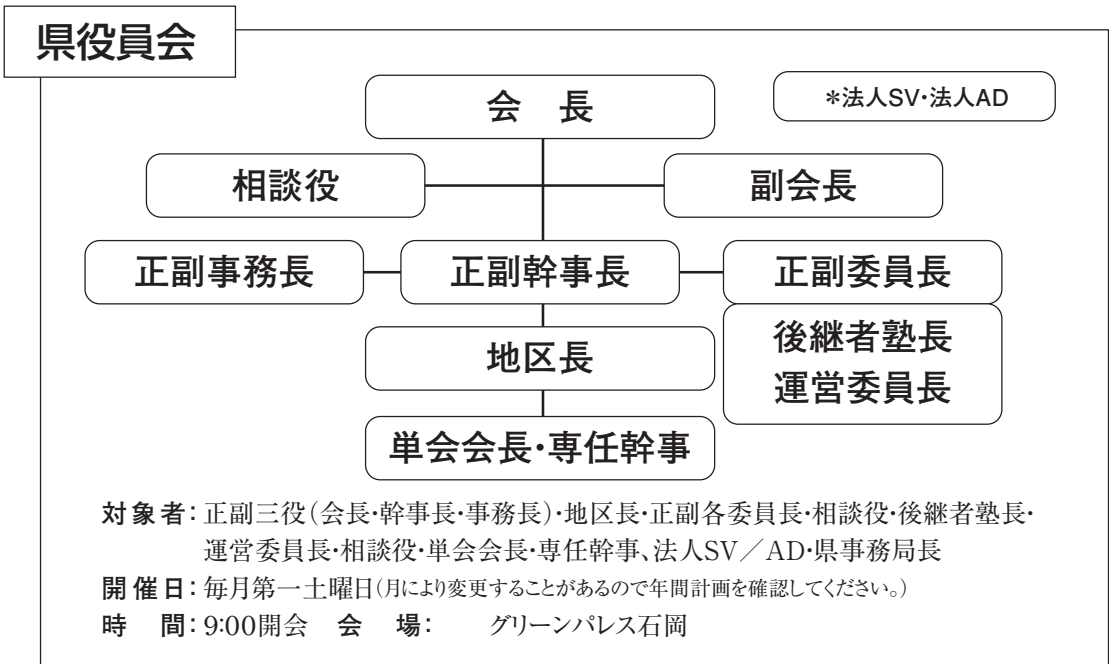 県役員会
会 長
*法人SV・法人AD
相談役
副会長
正副事務長
正副幹事長
正副委員長
地区長
後継者塾長
運営委員長
単会会長・専任幹事
対象者：正副三役（会長・幹事長・事務長）・地区長・正副各委員長・相談役・後継者塾長・
運営委員長・相談役・単会会長・専任幹事、法人SV／AD・県事務局長
開催日：毎月第一土曜日（月により変更することがあるので年間計画を確認してください。）
時 間：9:00開会 会 場： グリーンパレス石岡